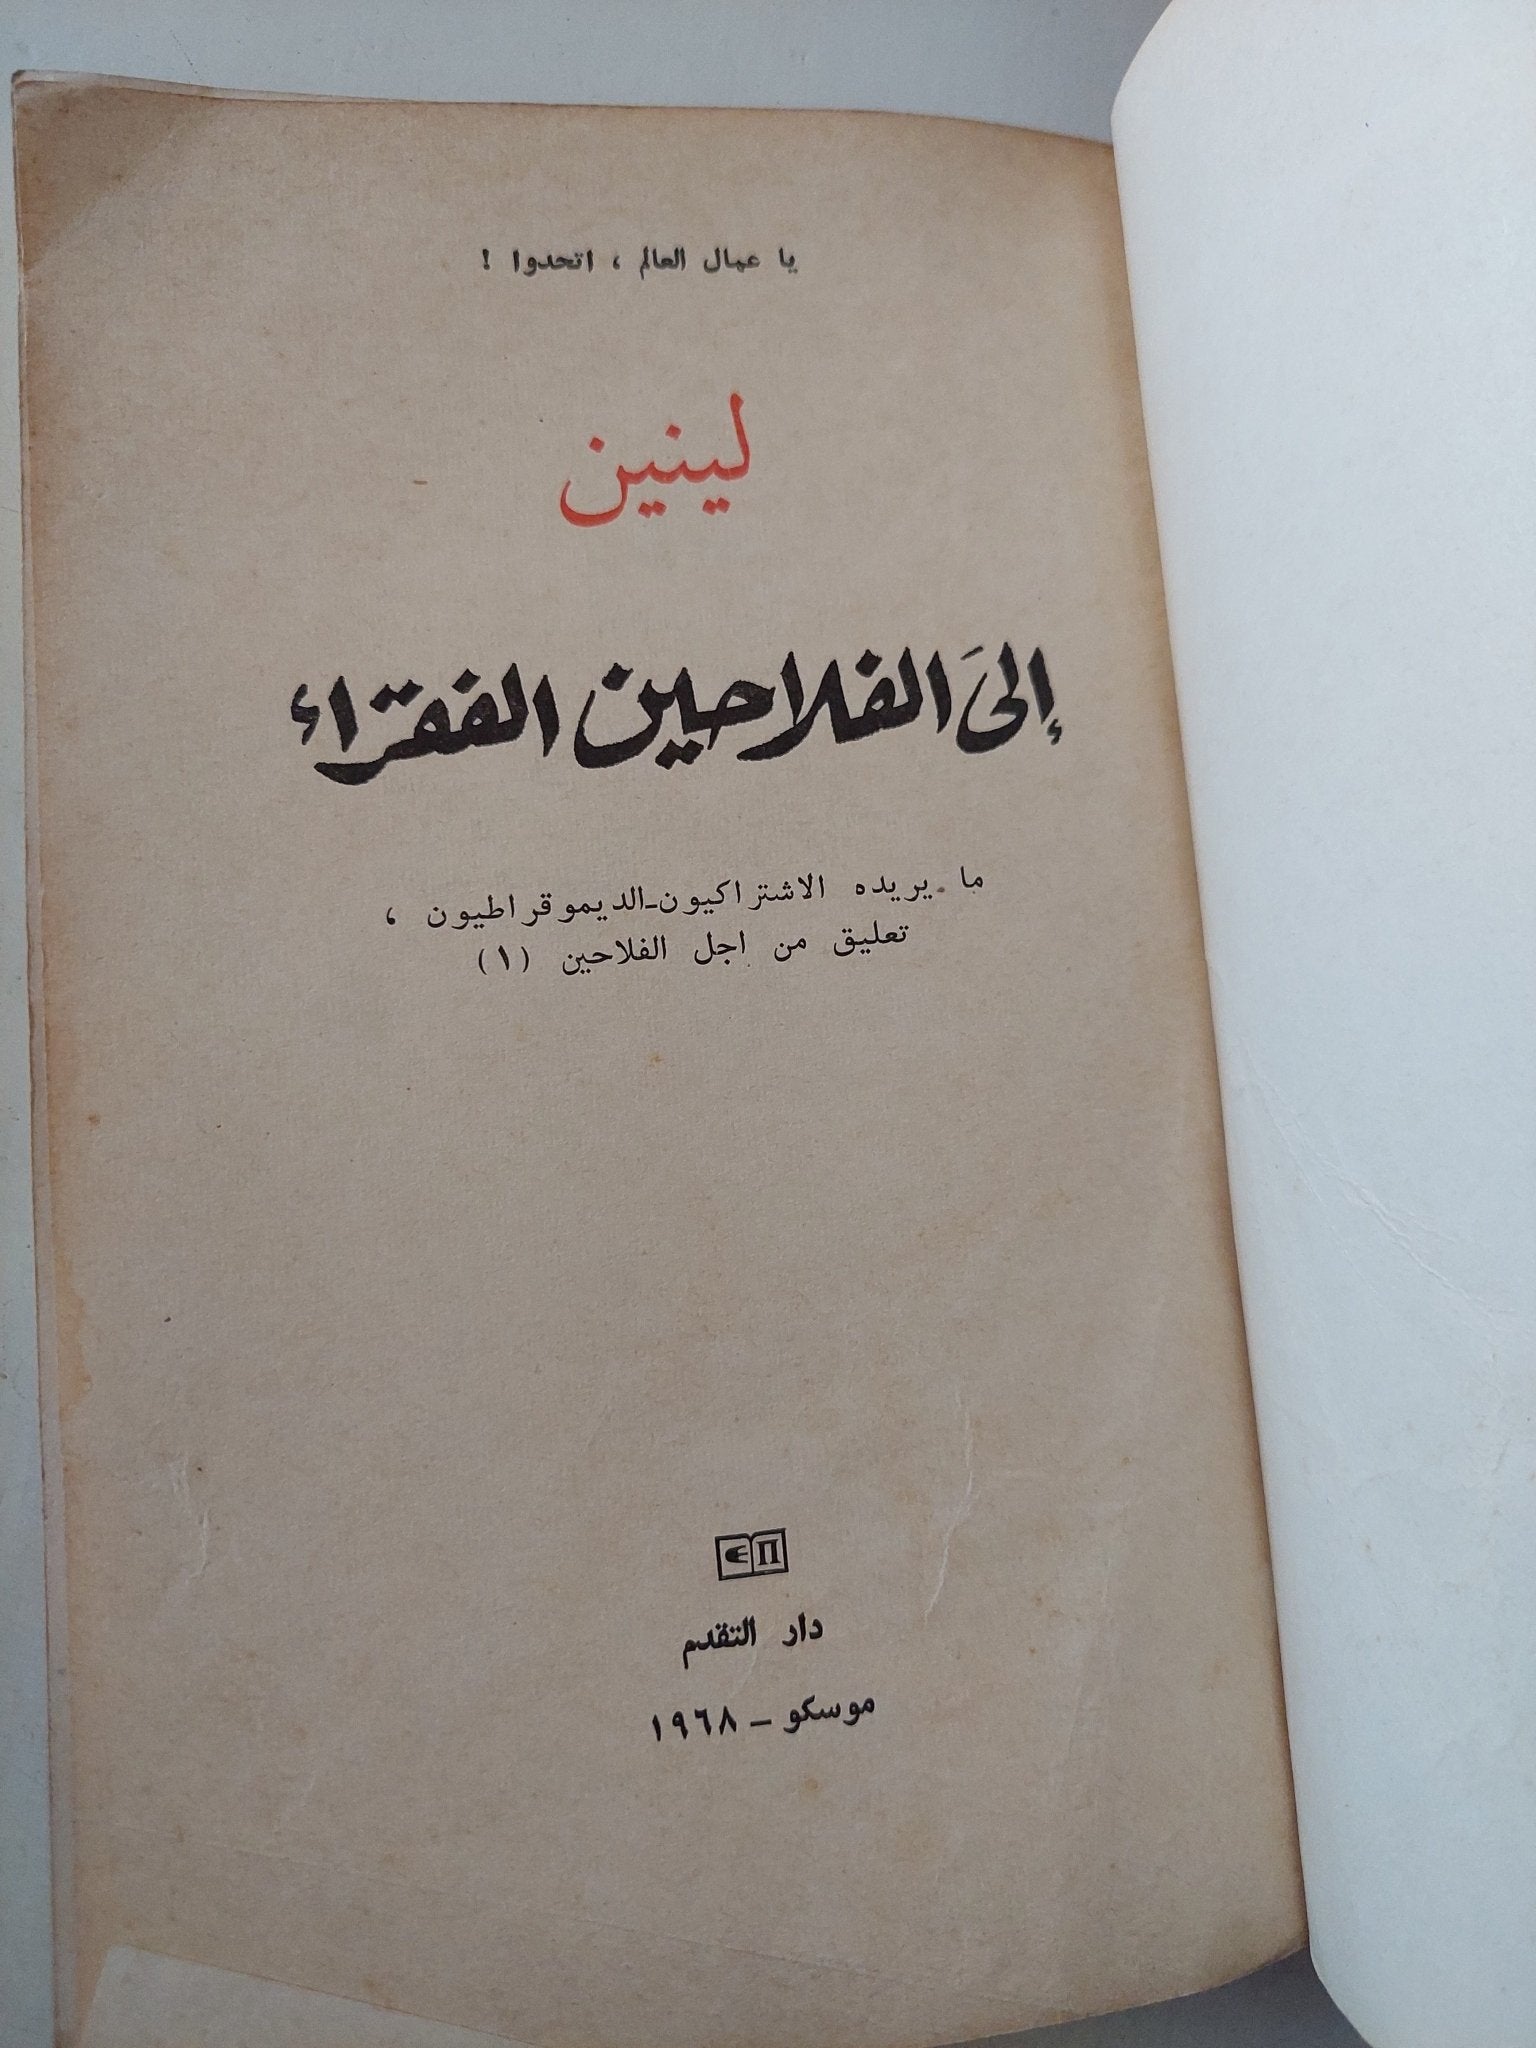 يا عمال العالم ، اتحدوا !
لينين
إلىَ الفلاحين الفقراء
ما يريده الاشتراكيون-الديموقراطيون ،
تعليق من اجل الفلاحين (١)
دار التقدم
موسكو – ١٩٦٨